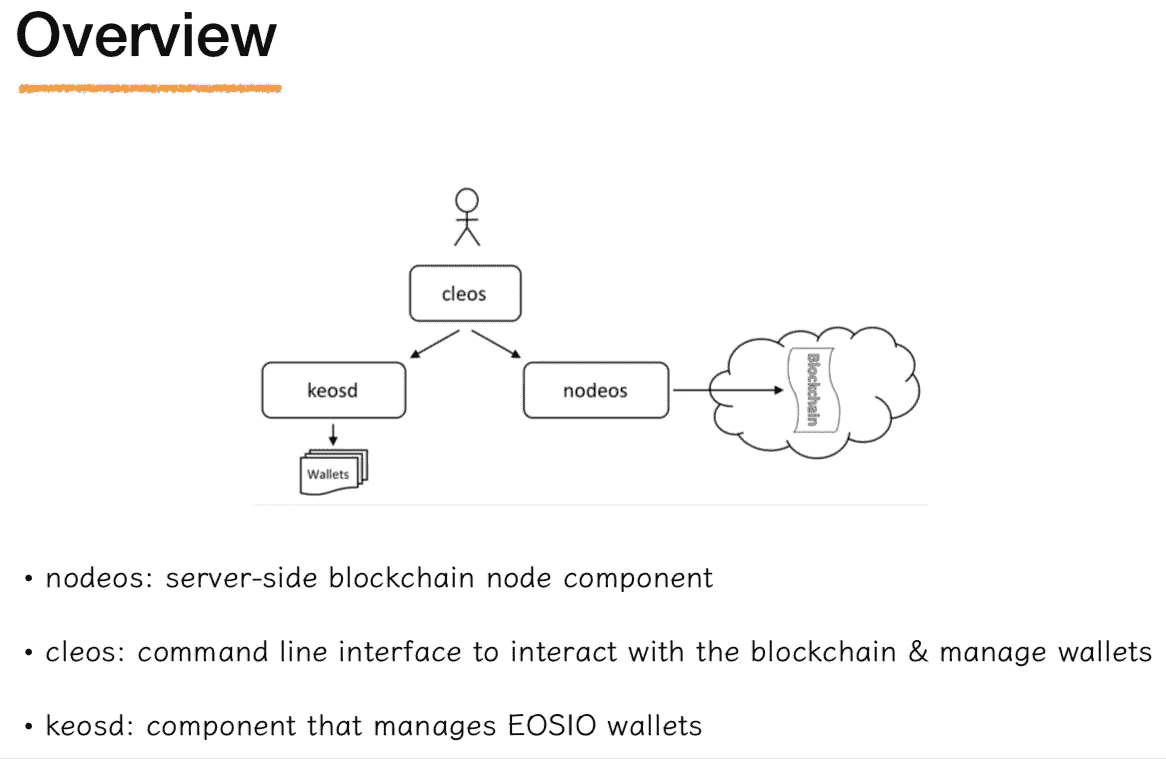 Overview
cleos
keosd
nodeos
Blockchain
Wallets
• nodeos: server-side blockchain node component
• cleos: command line interface to interact with the blockchain & manage wallets
• keosd: component that manages EOSIO wallets